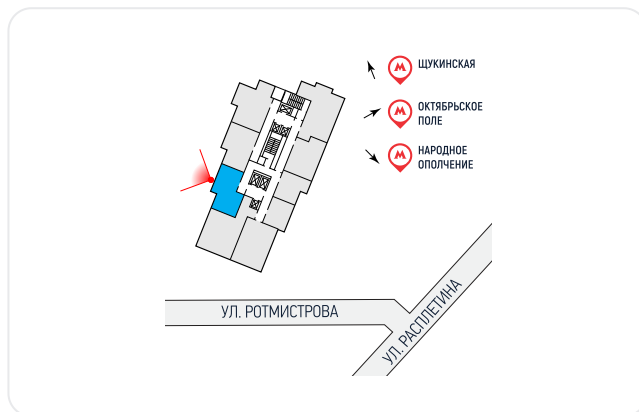 ЩУКИНСКАЯ
ОКТЯБРЬСКОЕ
ПОЛЕ
НАРОДНОЕ
ОПОЛЧЕНИЕ
УЛ. РОТМИСТРОВА
УЛ. РАСПЛЕТИНА